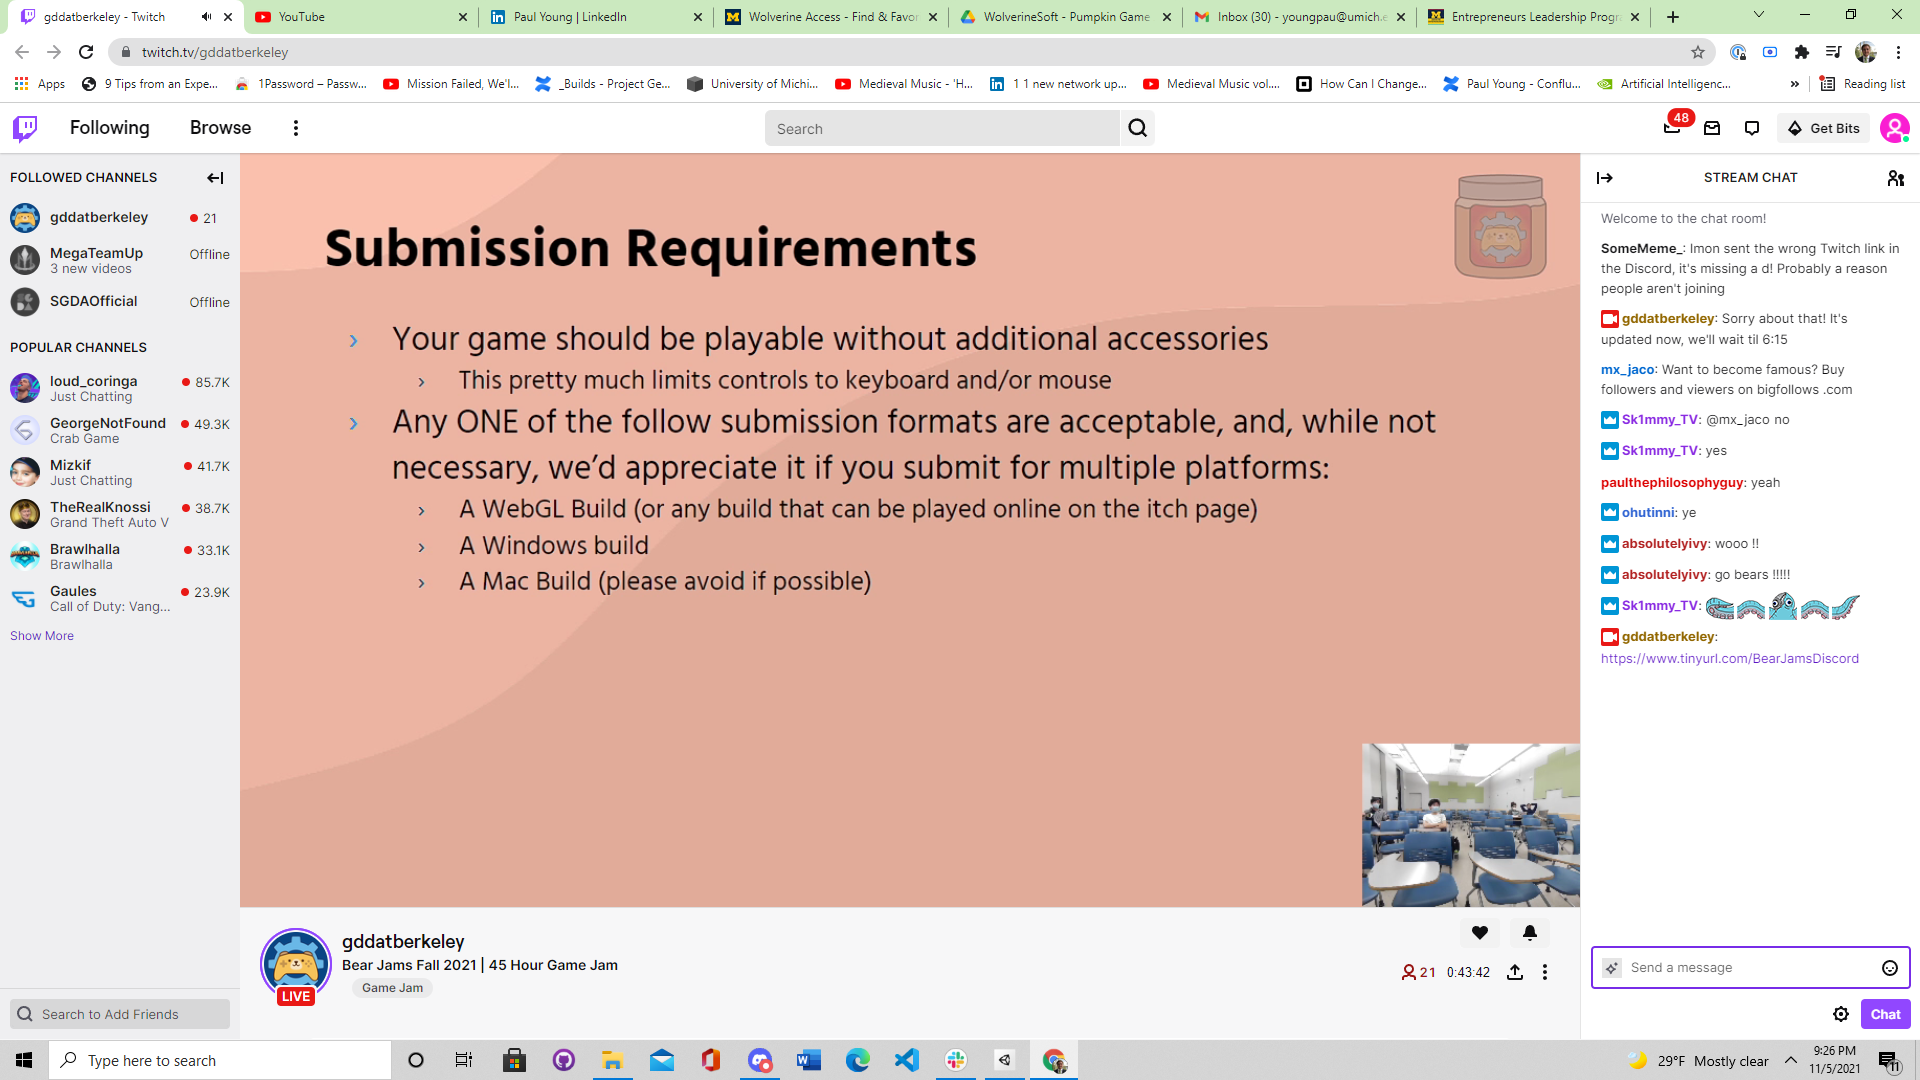 gddatberkeley - Twitch
YouTube
Paul Young | LinkedIn
Wolverine Access - Find & Favor
WolverineSoft - Pumpkin Game
Inbox (30) - youngpau@umich.e
Entrepreneurs Leadership Progr
twitch.tv/gddatberkeley
Apps
9 Tips from an Expe...
1Password – Passw...
Mission Failed, We'l...
_Builds - Project Ge...
University of Michi...
Medieval Music - 'H...
1 1 new network up...
Medieval Music vol....
How Can I Change...
Paul Young - Conflu...
Artificial Intelligenc...
»
Reading list
Following
Browse
Search
48
Get Bits
FOLLOWED CHANNELS
gddatberkeley
21
MegaTeamUp
Offline
3 new videos
SGDAOfficial
Offline
POPULAR CHANNELS
loud_coringa
85.7K
Just Chatting
GeorgeNotFound
49.3K
Crab Game
Mizkif
41.7K
Just Chatting
TheRealKnossi
38.7K
Grand Theft Auto V
Brawlhalla
33.1K
Brawlhalla
Gaules
23.9K
Call of Duty: Vang...
Show More
Search to Add Friends
Submission Requirements
› Your game should be playable without additional accessories
› This pretty much limits controls to keyboard and/or mouse
› Any ONE of the follow submission formats are acceptable, and, while not
necessary, we’d appreciate it if you submit for multiple platforms:
› A WebGL Build (or any build that can be played online on the itch page)
› A Windows build
› A Mac Build (please avoid if possible)
LIVE
gddatberkeley
Bear Jams Fall 2021 | 45 Hour Game Jam
Game Jam
21
0:43:42
STREAM CHAT
Welcome to the chat room!
SomeMeme_: Imon sent the wrong Twitch link in
the Discord, it's missing a d! Probably a reason
people aren't joining
gddatberkeley: Sorry about that! It's
updated now, we'll wait til 6:15
mx_jaco: Want to become famous? Buy
followers and viewers on bigfollows .com
Sk1mmy_TV: @mx_jaco no
Sk1mmy_TV: yes
paulthephilosophyguy: yeah
ohutinni: ye
absolutelyivy: wooo !!
absolutelyivy: go bears !!!!!
Sk1mmy_TV:
gddatberkeley:
https://www.tinyurl.com/BearJamsDiscord
Send a message
Chat
Type here to search
29°F Mostly clear
9:26 PM
11/5/2021
11